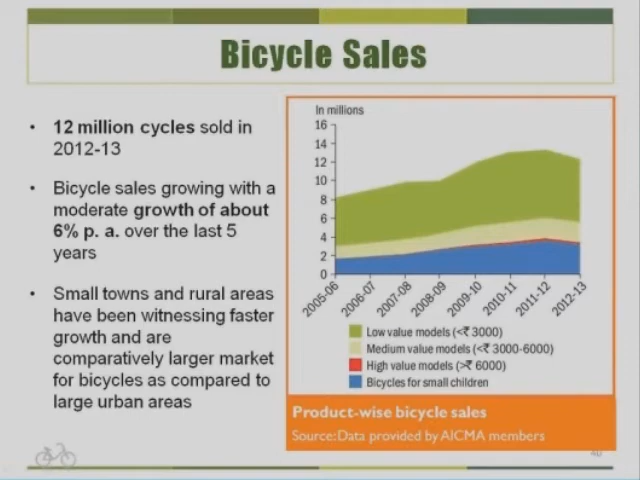 Bicycle Sales
• 12 million cycles sold in
2012-13
• Bicycle sales growing with a
moderate growth of about
6% p. a. over the last 5
years
• Small towns and rural areas
have been witnessing faster
growth and are
comparatively larger market
for bicycles as compared to
large urban areas
In millions
16
14
12
10
8
6
4
2
0
2005-06
2006-07
2007-08
2008-09
2009-10
2010-11
2011-12
2012-13
Low value models (<₹ 3000)
Medium value models (<₹ 3000-6000)
High value models (>₹ 6000)
Bicycles for small children
Product-wise bicycle sales
Source: Data provided by AICMA members
40